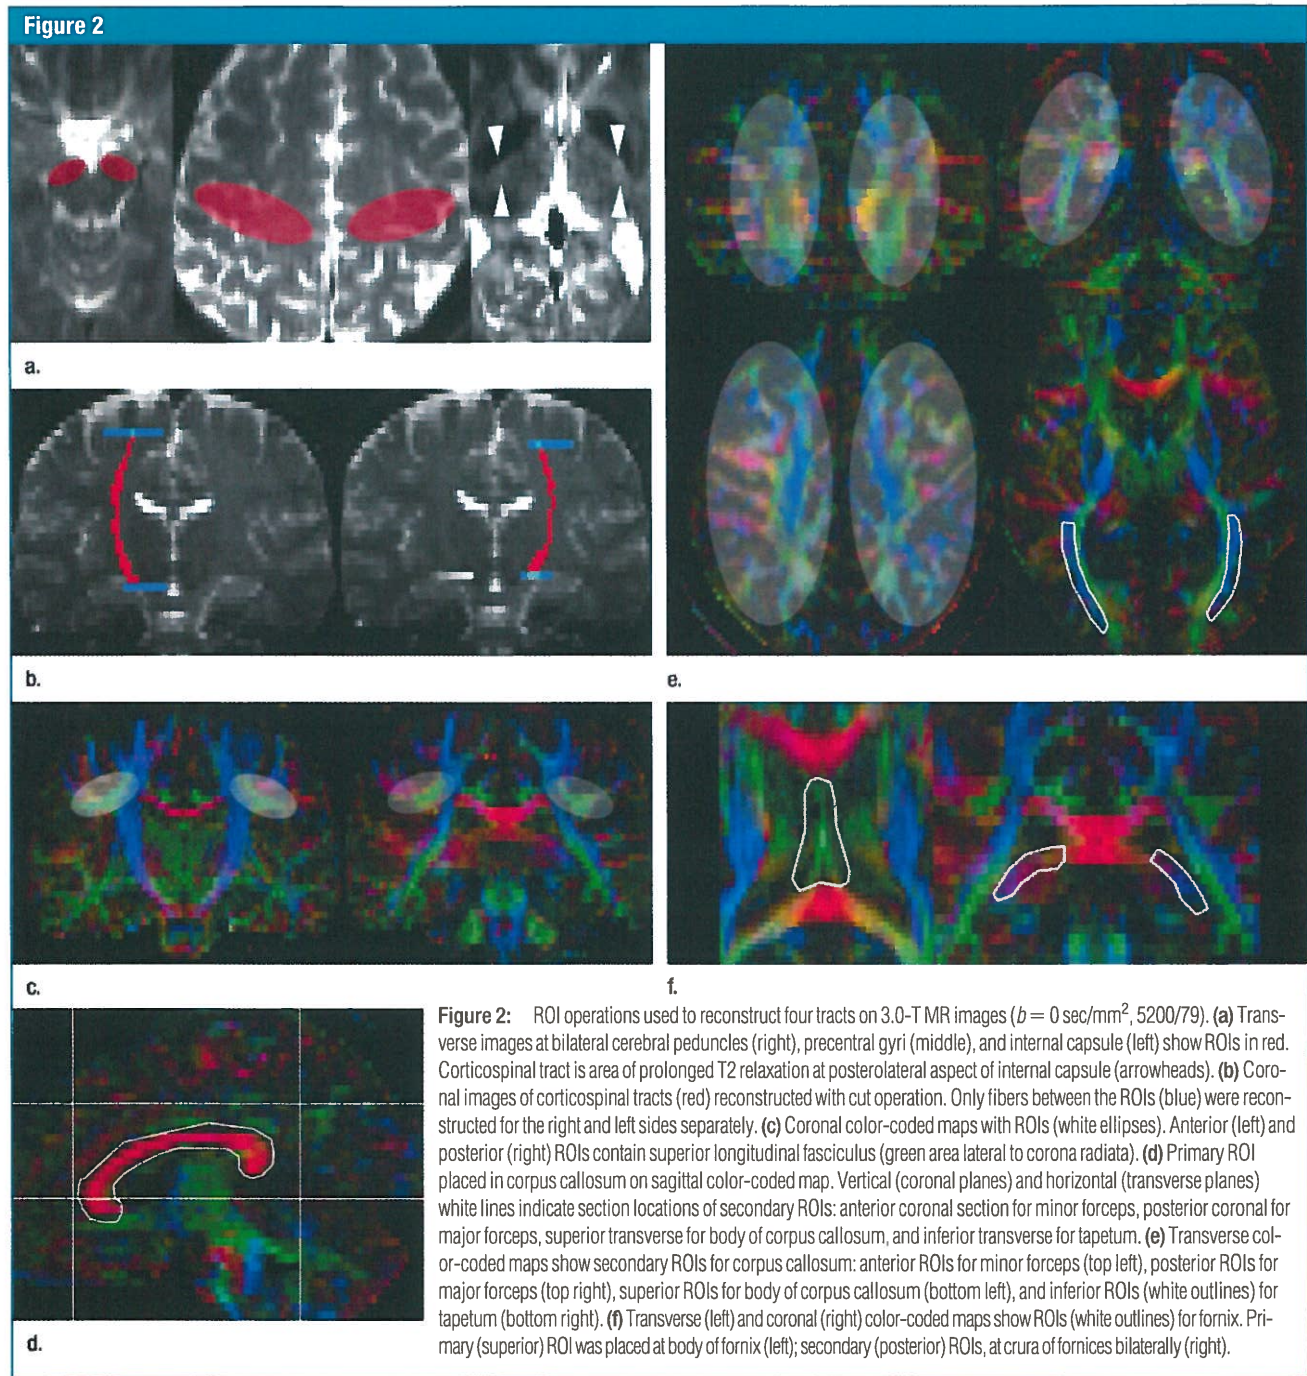 Figure 2
a.
b.
e.
c.
f.
d.
Figure 2: ROI operations used to reconstruct four tracts on 3.0-T MR images (b = 0 sec/mm², 5200/79). (a) Trans-
verse images at bilateral cerebral peduncles (right), precentral gyri (middle), and internal capsule (left) show ROIs in red.
Corticospinal tract is area of prolonged T2 relaxation at posterolateral aspect of internal capsule (arrowheads). (b) Coro-
nal images of corticospinal tracts (red) reconstructed with cut operation. Only fibers between the ROIs (blue) were recon-
structed for the right and left sides separately. (c) Coronal color-coded maps with ROIs (white ellipses). Anterior (left) and
posterior (right) ROIs contain superior longitudinal fasciculus (green area lateral to corona radiata). (d) Primary ROI
placed in corpus callosum on sagittal color-coded map. Vertical (coronal planes) and horizontal (transverse planes)
white lines indicate section locations of secondary ROIs: anterior coronal section for minor forceps, posterior coronal for
major forceps, superior transverse for body of corpus callosum, and inferior transverse for tapetum. (e) Transverse col-
or-coded maps show secondary ROIs for corpus callosum: anterior ROIs for minor forceps (top left), posterior ROIs for
major forceps (top right), superior ROIs for body of corpus callosum (bottom left), and inferior ROIs (white outlines) for
tapetum (bottom right). (f) Transverse (left) and coronal (right) color-coded maps show ROIs (white outlines) for fornix. Pri-
mary (superior) ROI was placed at body of fornix (left); secondary (posterior) ROIs, at crura of fornices bilaterally (right).